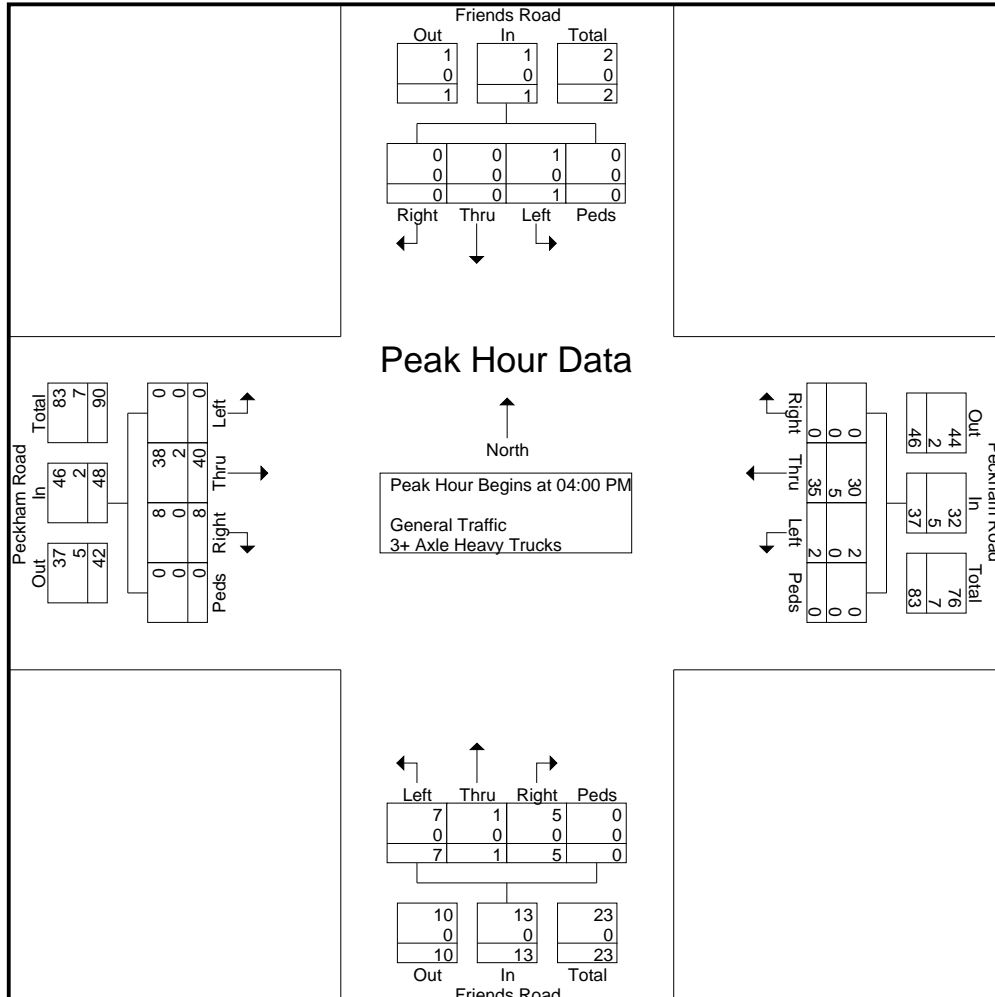 Friends Road
Out In Total
1 1 2
0 0 0
1 1 2
0 0 1 0
0 0 0 0
0 0 1 0
Right Thru Left Peds
Peak Hour Data
North
Peak Hour Begins at 04:00 PM
General Traffic
3+ Axle Heavy Trucks
Peckham Road
Out In Total
37 46 83
5 2 7
42 48 90
Left Thru Right Peds
0 38 8 0
0 2 0 0
0 40 8 0
Peckham Road
Out In Total
44 32 76
2 5 7
46 37 83
Right Thru Left Peds
0 30 2 0
0 5 0 0
0 35 2 0
Left Thru Right Peds
7 1 5 0
0 0 0 0
7 1 5 0
10 13 23
0 0 0
10 13 23
Out In Total
Friends Road